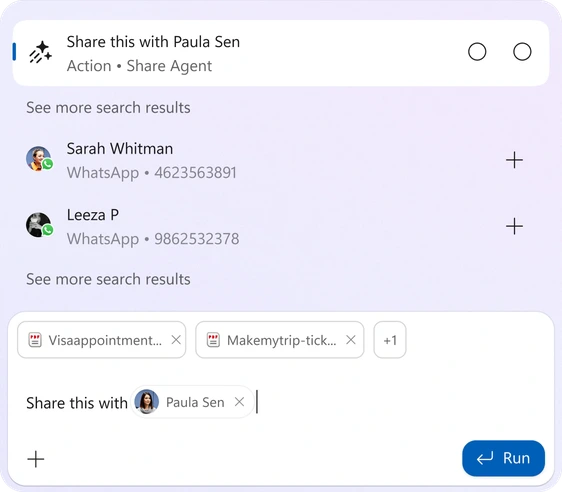 Share this with Paula Sen
Action • Share Agent
See more search results
Sarah Whitman
WhatsApp • 4623563891
Leeza P
WhatsApp • 9862532378
See more search results
Visaappointment...
Makemytrip-tick...
+1
Share this with Paula Sen
Run